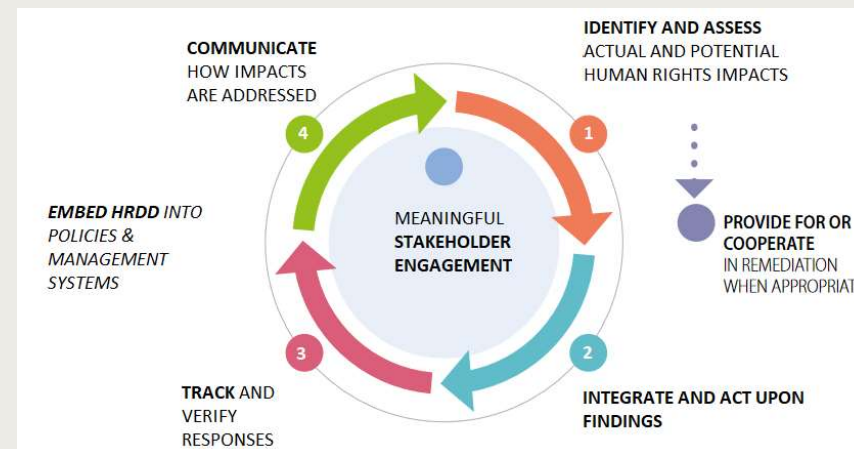 IDENTIFY AND ASSESS
ACTUAL AND POTENTIAL
HUMAN RIGHTS IMPACTS
1
PROVIDE FOR OR
COOPERATE
IN REMEDIATION
WHEN APPROPRIAT
2
INTEGRATE AND ACT UPON
FINDINGS
3
TRACK AND
VERIFY
RESPONSES
EMBED HRDD INTO
POLICIES &
MANAGEMENT
SYSTEMS
4
COMMUNICATE
HOW IMPACTS
ARE ADDRESSED
MEANINGFUL
STAKEHOLDER
ENGAGEMENT